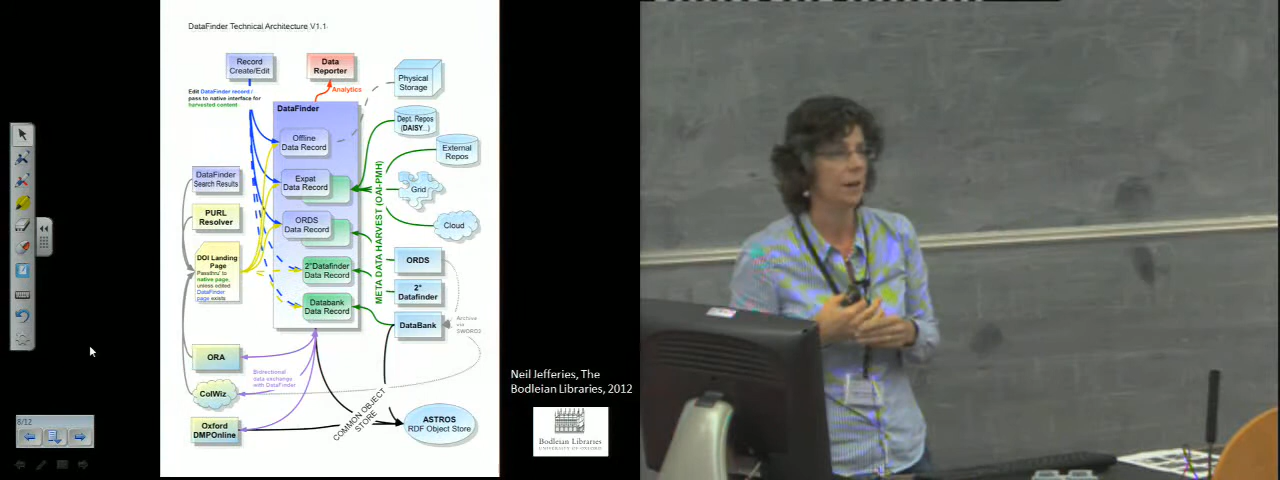 DataFinder Technical Architecture V1.1
Record
Create/Edit
Data
Reporter
Edit DataFinder record /
pass to native interface for
harvested content
Analytics
Physical
Storage
DataFinder
Dept. Repos
(DAISY...)
Offline
Data Record
External
Repos
DataFinder
Search Results
Expat
Data Record
Grid
PURL
Resolver
ORDS
Data Record
Cloud
META DATA HARVEST (OAI-PMH)
DOI Landing
Page
Passthru' to
native page,
unless edited
DataFinder
page exists
2°Datafinder
Data Record
ORDS
2°
Datafinder
Databank
Data Record
DataBank
Archive
via
SWORD2
ORA
Bidirectional
data exchange
with DataFinder
ColWiz
Oxford
DMPOnline
COMMON OBJECT
STORE
ASTROS
RDF Object Store
Neil Jefferies, The
Bodleian Libraries, 2012
Bodleian Libraries
UNIVERSITY OF OXFORD
8/12